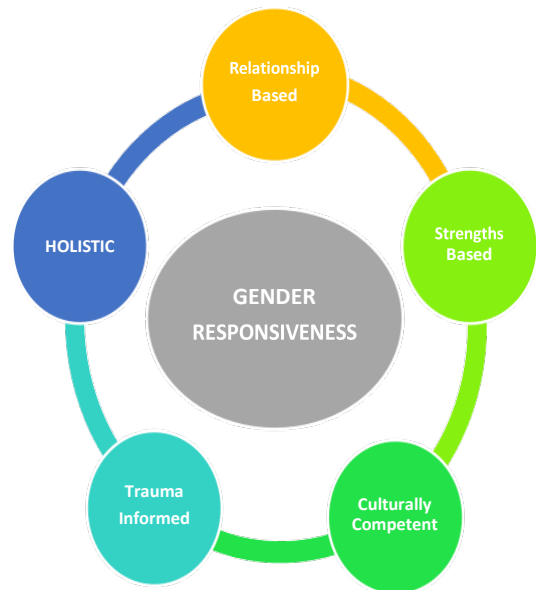 Relationship
Based
Strengths
Based
HOLISTIC
GENDER
RESPONSIVENESS
Trauma
Informed
Culturally
Competent